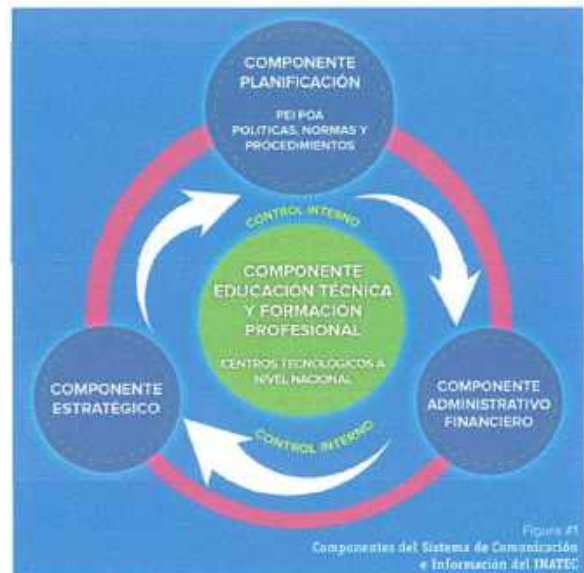 COMPONENTE
PLANIFICACIÓN
PEI POA
POLITICAS, NORMAS Y
PROCEDIMIENTOS
CONTROL INTERNO
COMPONENTE
EDUCACIÓN TÉCNICA
Y FORMACIÓN
PROFESIONAL
CENTROS TECNOLÓGICOS A
NIVEL NACIONAL
COMPONENTE
ESTRATÉGICO
COMPONENTE
ADMINISTRATIVO
FINANCIERO
CONTROL INTERNO
Figura #1
Componentes del Sistema de Comunicación
e Información del INATEC